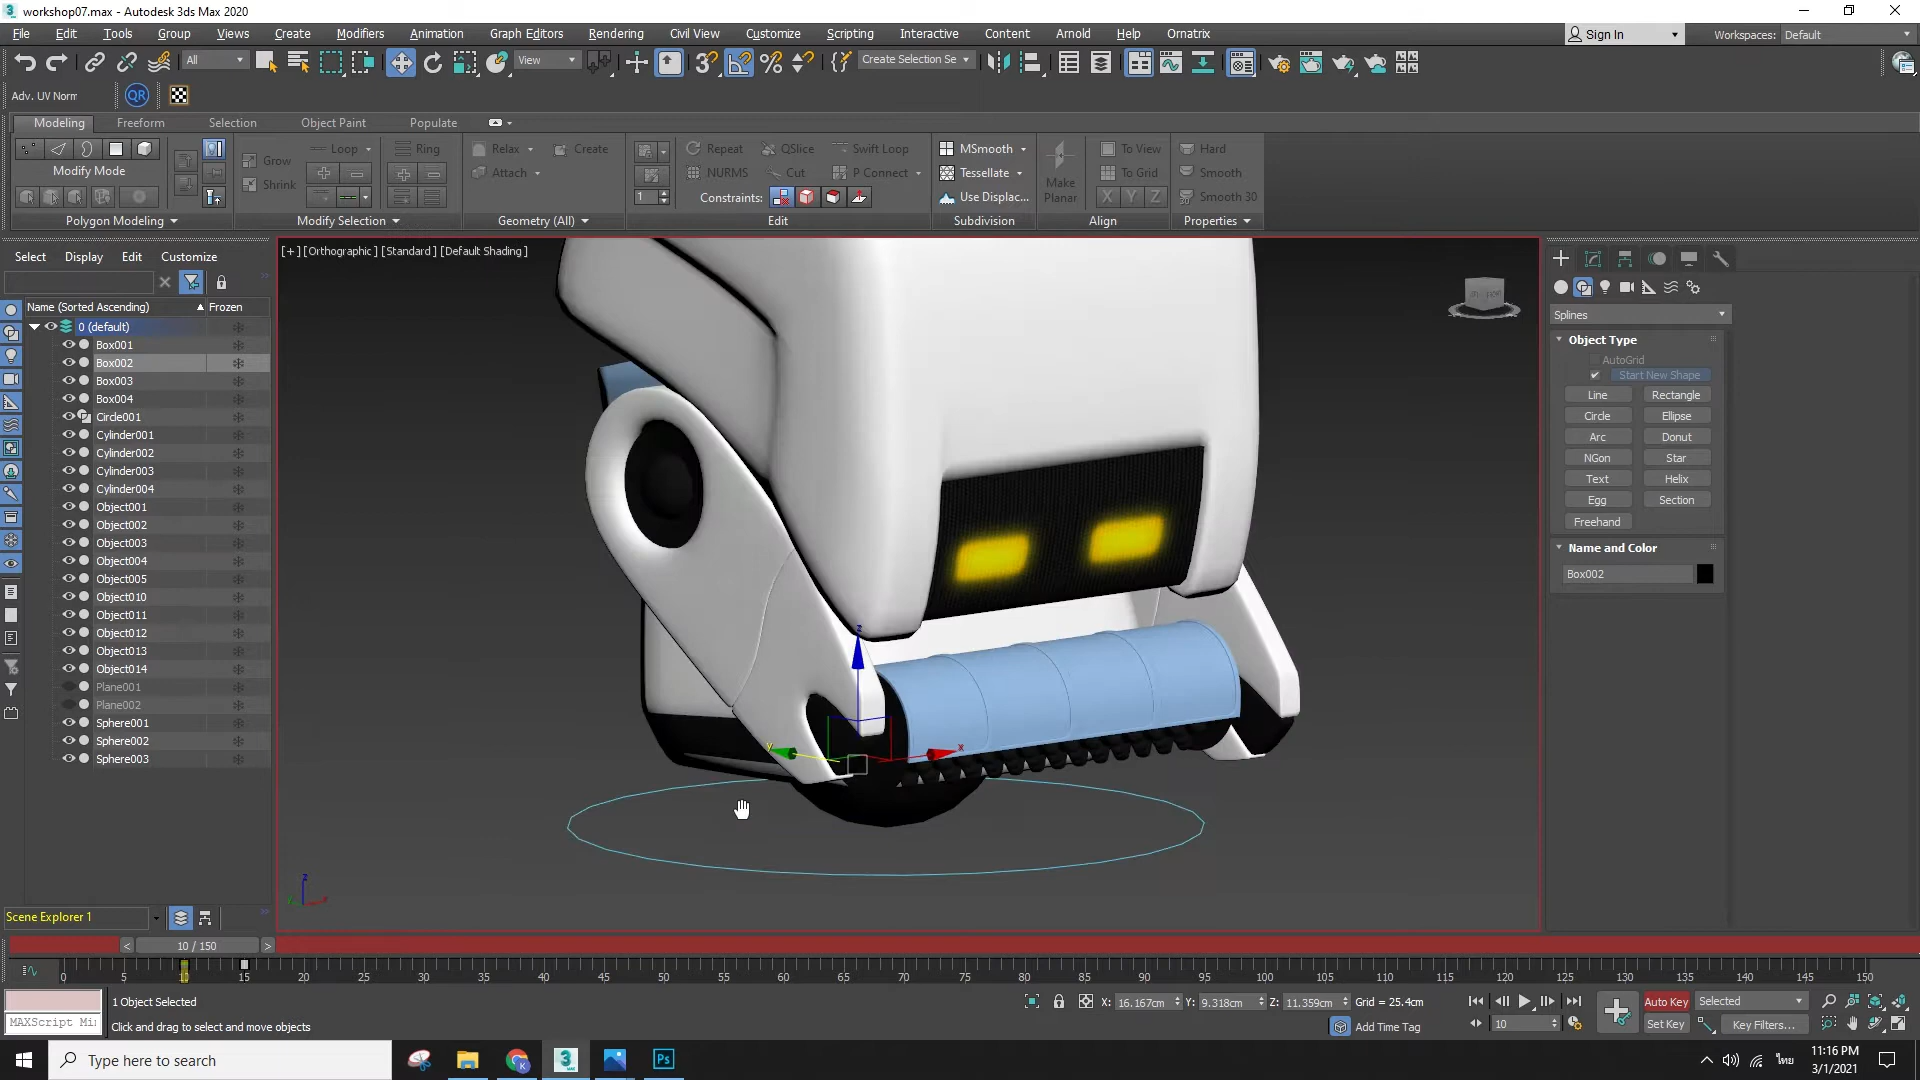 workshop07.max - Autodesk 3ds Max 2020
File Edit Tools Group Views Create Modifiers Animation Graph Editors Rendering Civil View Customize Scripting Interactive Content Arnold Help Ornatrix Sign In Workspaces: Default
All View Create Selection Se
Adv. UV Norm QR
Modeling Freeform Selection Object Paint Populate
Loop Ring Relax Create Repeat QSlice Swift Loop MSmooth To View Hard
Grow
Modify Mode Shrink Attach NURMS Cut P Connect Tessellate Make Planar To Grid Smooth
1 Constraints: Use Displac... X Y Z Smooth 30
Polygon Modeling Modify Selection Geometry (All) Edit Subdivision Align Properties
Select Display Edit Customize
[+] [Orthographic] [Standard] [Default Shading]
Name (Sorted Ascending) Frozen
0 (default)
Box001
Box002
Box003
Box004
Circle001
Cylinder001
Cylinder002
Cylinder003
Cylinder004
Object001
Object002
Object003
Object004
Object005
Object010
Object011
Object012
Object013
Object014
Plane001
Plane002
Sphere001
Sphere002
Sphere003
Scene Explorer 1
z
y
x
z
Splines
Object Type
AutoGrid
Start New Shape
Line Rectangle
Circle Ellipse
Arc Donut
NGon Star
Text Helix
Egg Section
Freehand
Name and Color
Box002
< 10 / 150 >
0 5 10 15 20 25 30 35 40 45 50 55 60 65 70 75 80 85 90 95 100 105 110 115 120 125 130 135 140 145 150
1 Object Selected X: 16.167cm Y: 9.318cm Z: 11.359cm Grid = 25.4cm Auto Key Selected
MAXScript Mi Click and drag to select and move objects Add Time Tag 10 Set Key Key Filters...
Type here to search
Ps
ไทย
11:16 PM
3/1/2021